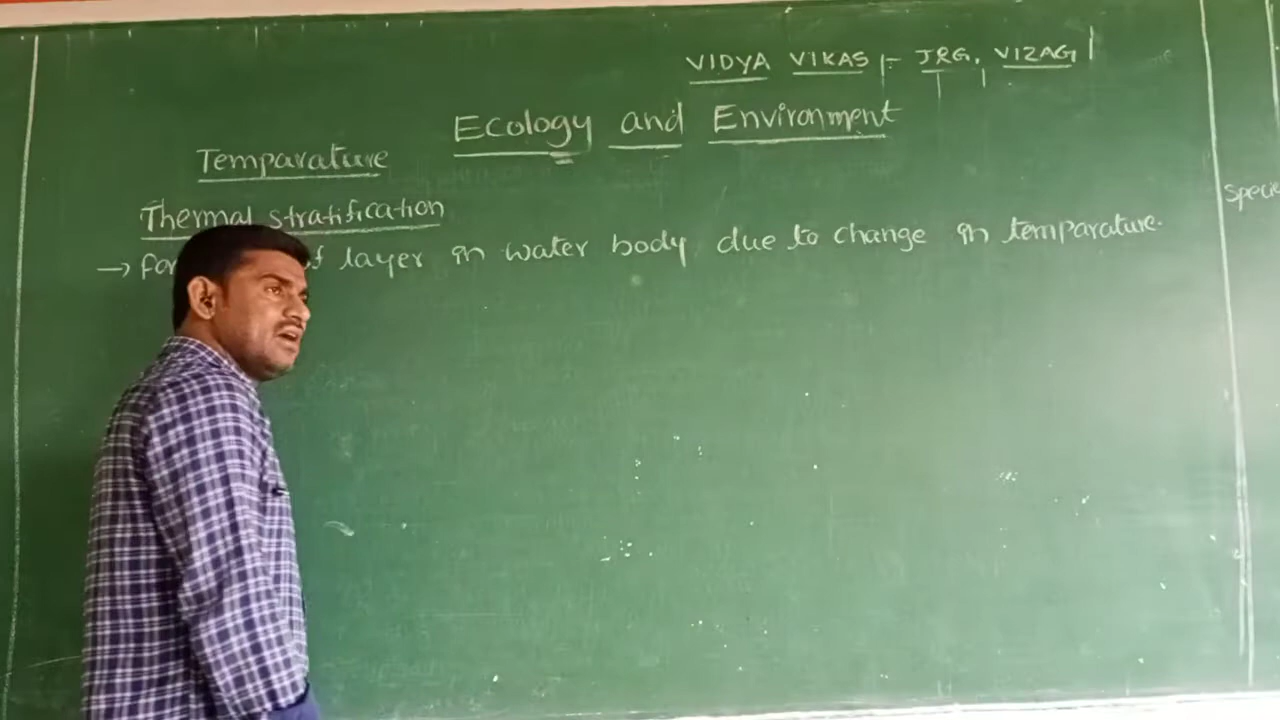 VIDYA VIKAS :- JRG, VIZAG
Ecology and Environment
Temparature
Thermal stratification
→ layer in water body due to change in temparature.